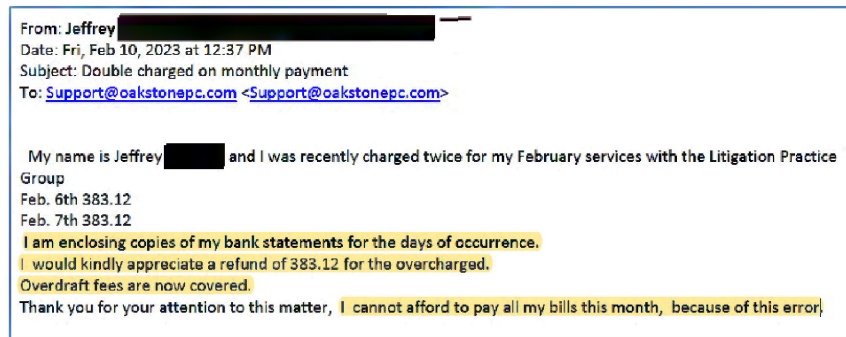 From: Jeffrey
Date: Fri, Feb 10, 2023 at 12:37 PM
Subject: Double charged on monthly payment
To: Support@oakstonepc.com <Support@oakstonepc.com>
My name is Jeffrey and I was recently charged twice for my February services with the Litigation Practice
Group
Feb. 6th 383.12
Feb. 7th 383.12
I am enclosing copies of my bank statements for the days of occurrence.
I would kindly appreciate a refund of 383.12 for the overcharged.
Overdraft fees are now covered.
Thank you for your attention to this matter, I cannot afford to pay all my bills this month, because of this error.